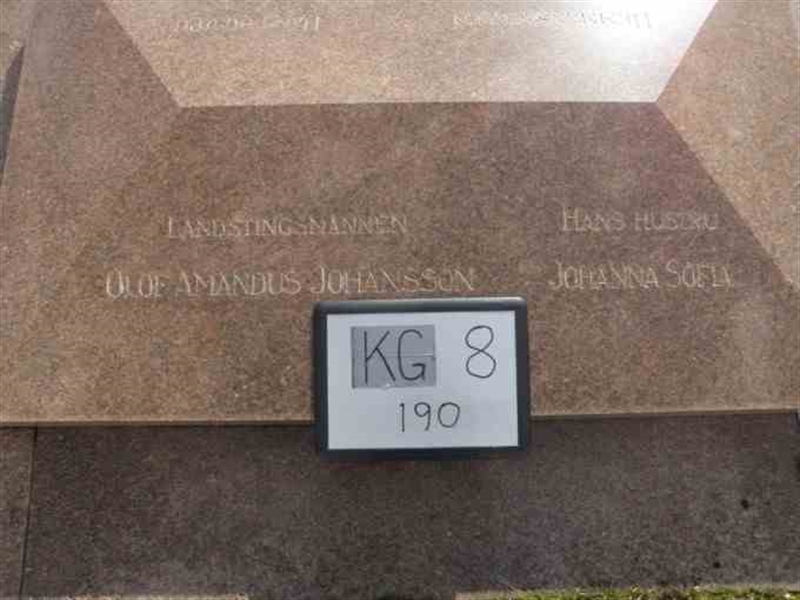 LANDSTINGSMANNEN
OLOF AMANDUS JOHANSSON
HANS HUSTRU
JOHANNA SOFIA
KG 8
190